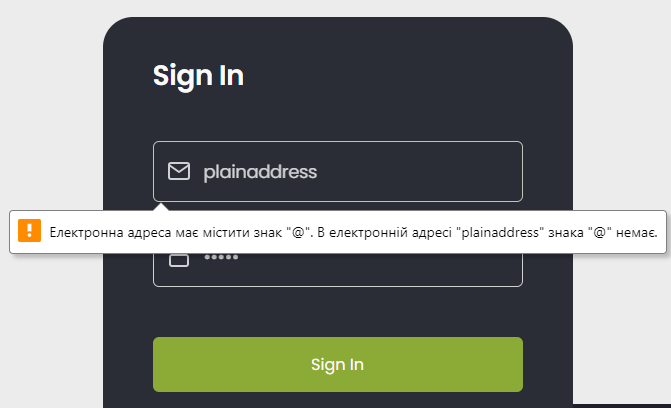 Sign In
plainaddress
Електронна адреса має містити знак "@". В електронній адресі "plainaddress" знака "@" немає.
•••••
Sign In